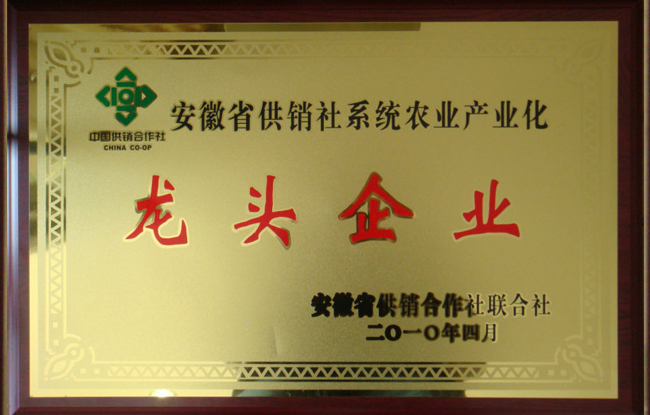 中国供销合作社
CHINA CO-OP
安徽省供销社系统农业产业化
龙头企业
安徽省供销合作社联合社
二O一O年四月